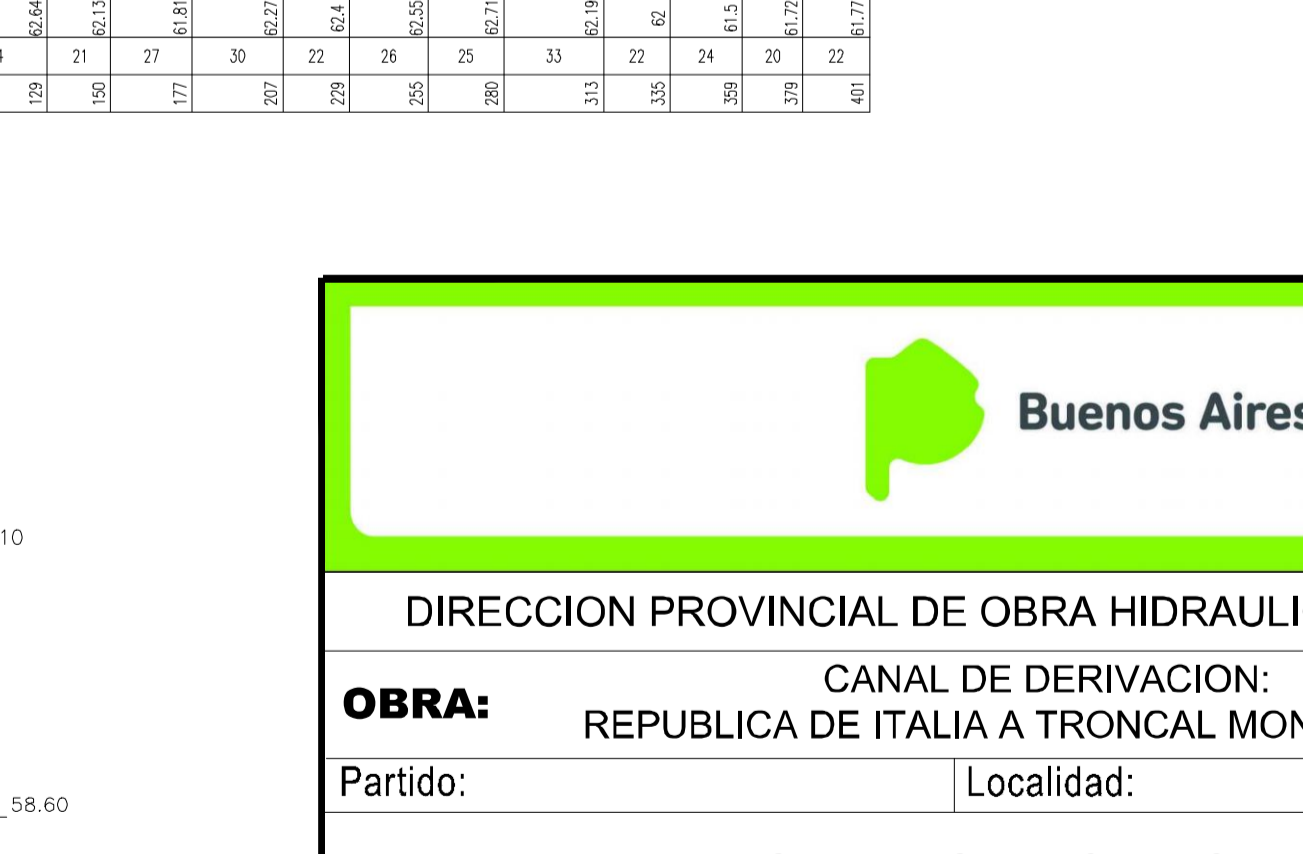 62.64 62.13 61.81 62.27 62.4 62.55 62.71 62.19 62 61.5 61.72 61.77
21 27 30 22 26 25 33 22 24 20 22
129 150 177 207 229 255 280 313 335 359 379 401
Buenos Aires
10
DIRECCION PROVINCIAL DE OBRA HIDRAULI
OBRA: CANAL DE DERIVACION:
REPUBLICA DE ITALIA A TRONCAL MON
Partido: Localidad:
_58.60